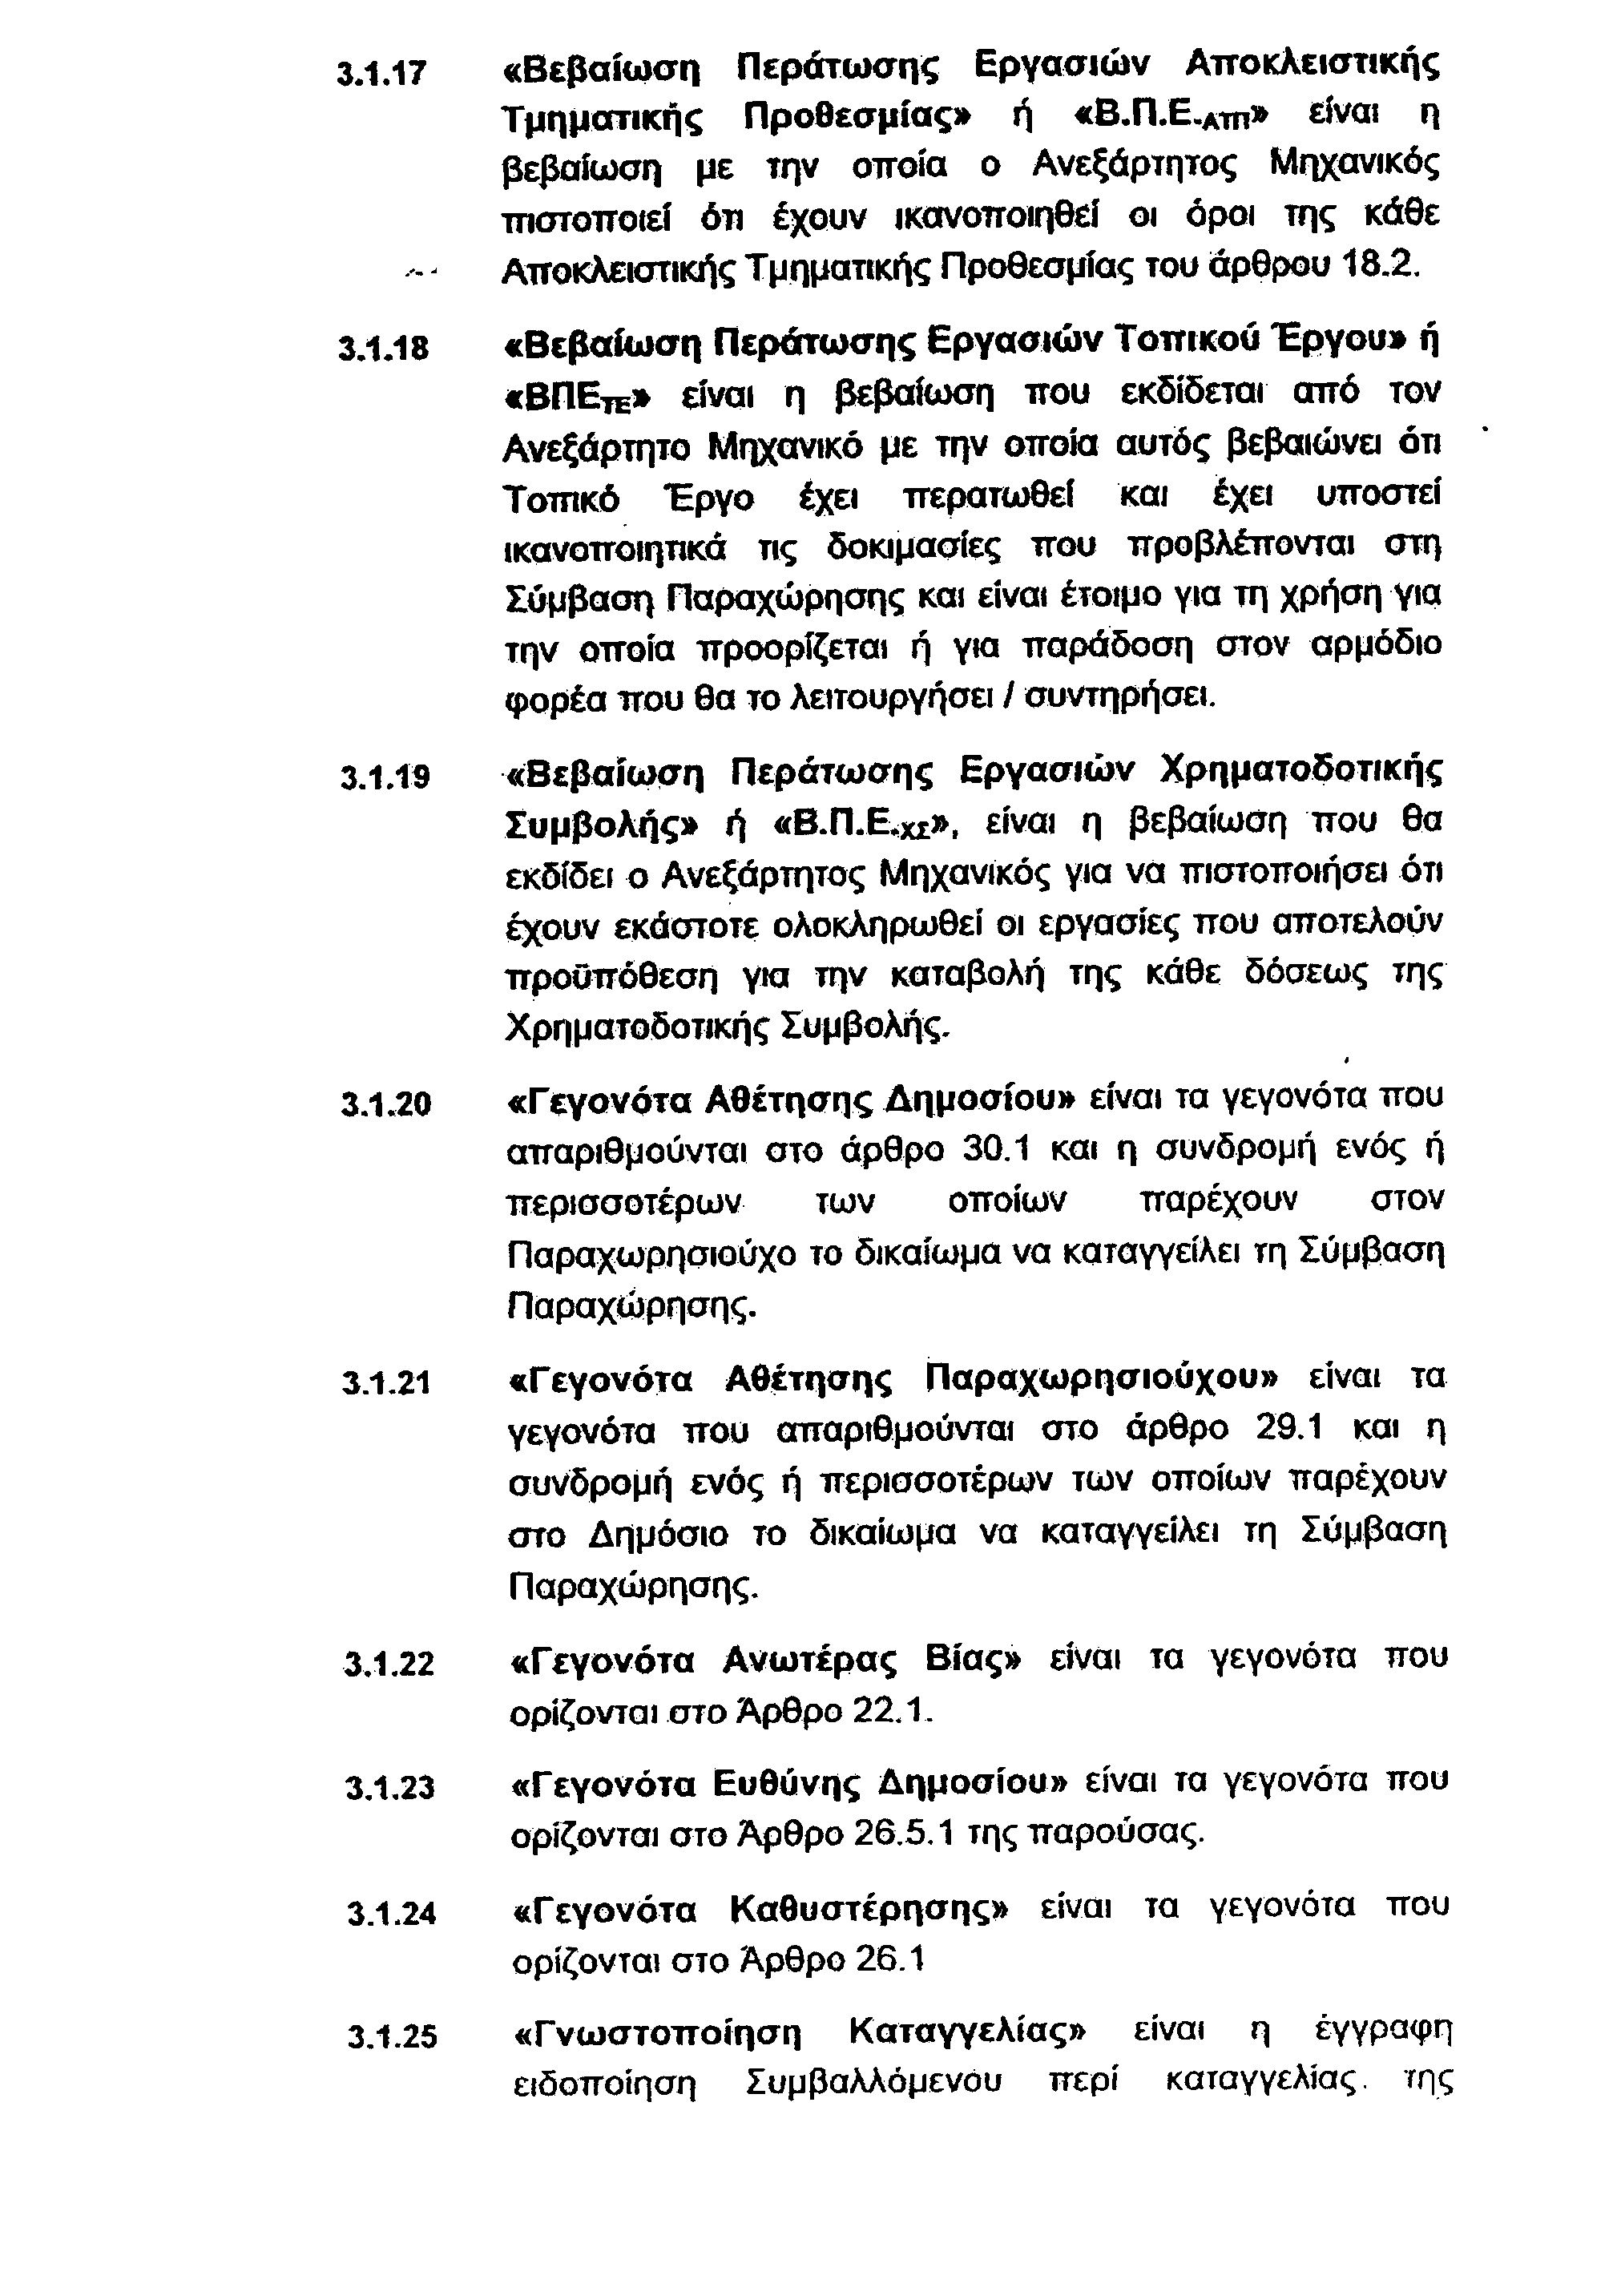 3.1.17 «Βεβαίωση Περάτωσης Εργασιών Αποκλειστικής
Τμηματικής Προθεσμίας» ή «Β.Π.Ε.ΑΤΠ» είναι η
βεβαίωση με την οποία ο Ανεξάρτητος Μηχανικός
πιστοποιεί ότι έχουν ικανοποιηθεί οι όροι της κάθε
Αποκλειστικής Τμηματικής Προθεσμίας του άρθρου 18.2.
3.1.18 «Βεβαίωση Περάτωσης Εργασιών Τοπικού Έργου» ή
«ΒΠΕΤΕ» είναι η βεβαίωση που εκδίδεται από τον
Ανεξάρτητο Μηχανικό με την οποία αυτός βεβαιώνει ότι
Τοπικό Έργο έχει περατωθεί και έχει υποστεί
ικανοποιητικά τις δοκιμασίες που προβλέπονται στη
Σύμβαση Παραχώρησης και είναι έτοιμο για τη χρήση για
την οποία προορίζεται ή για παράδοση στον αρμόδιο
φορέα που θα το λειτουργήσει / συντηρήσει.
3.1.19 «Βεβαίωση Περάτωσης Εργασιών Χρηματοδοτικής
Συμβολής» ή «Β.Π.Ε.ΧΣ», είναι η βεβαίωση που θα
εκδίδει ο Ανεξάρτητος Μηχανικός για να πιστοποιήσει ότι
έχουν εκάστοτε ολοκληρωθεί οι εργασίες που αποτελούν
προϋπόθεση για την καταβολή της κάθε δόσεως της
Χρηματοδοτικής Συμβολής.
3.1.20 «Γεγονότα Αθέτησης Δημοσίου» είναι τα γεγονότα που
απαριθμούνται στο άρθρο 30.1 και η συνδρομή ενός ή
περισσοτέρων των οποίων παρέχουν στον
Παραχωρησιούχο το δικαίωμα να καταγγείλει τη Σύμβαση
Παραχώρησης.
3.1.21 «Γεγονότα Αθέτησης Παραχωρησιούχου» είναι τα
γεγονότα που απαριθμούνται στο άρθρο 29.1 και η
συνδρομή ενός ή περισσοτέρων των οποίων παρέχουν
στο Δημόσιο το δικαίωμα να καταγγείλει τη Σύμβαση
Παραχώρησης.
3.1.22 «Γεγονότα Ανωτέρας Βίας» είναι τα γεγονότα που
ορίζονται στο Άρθρο 22.1.
3.1.23 «Γεγονότα Ευθύνης Δημοσίου» είναι τα γεγονότα που
ορίζονται στο Άρθρο 26.5.1 της παρούσας.
3.1.24 «Γεγονότα Καθυστέρησης» είναι τα γεγονότα που
ορίζονται στο Άρθρο 26.1
3.1.25 «Γνωστοποίηση Καταγγελίας» είναι η έγγραφη
ειδοποίηση Συμβαλλόμενου περί καταγγελίας. της